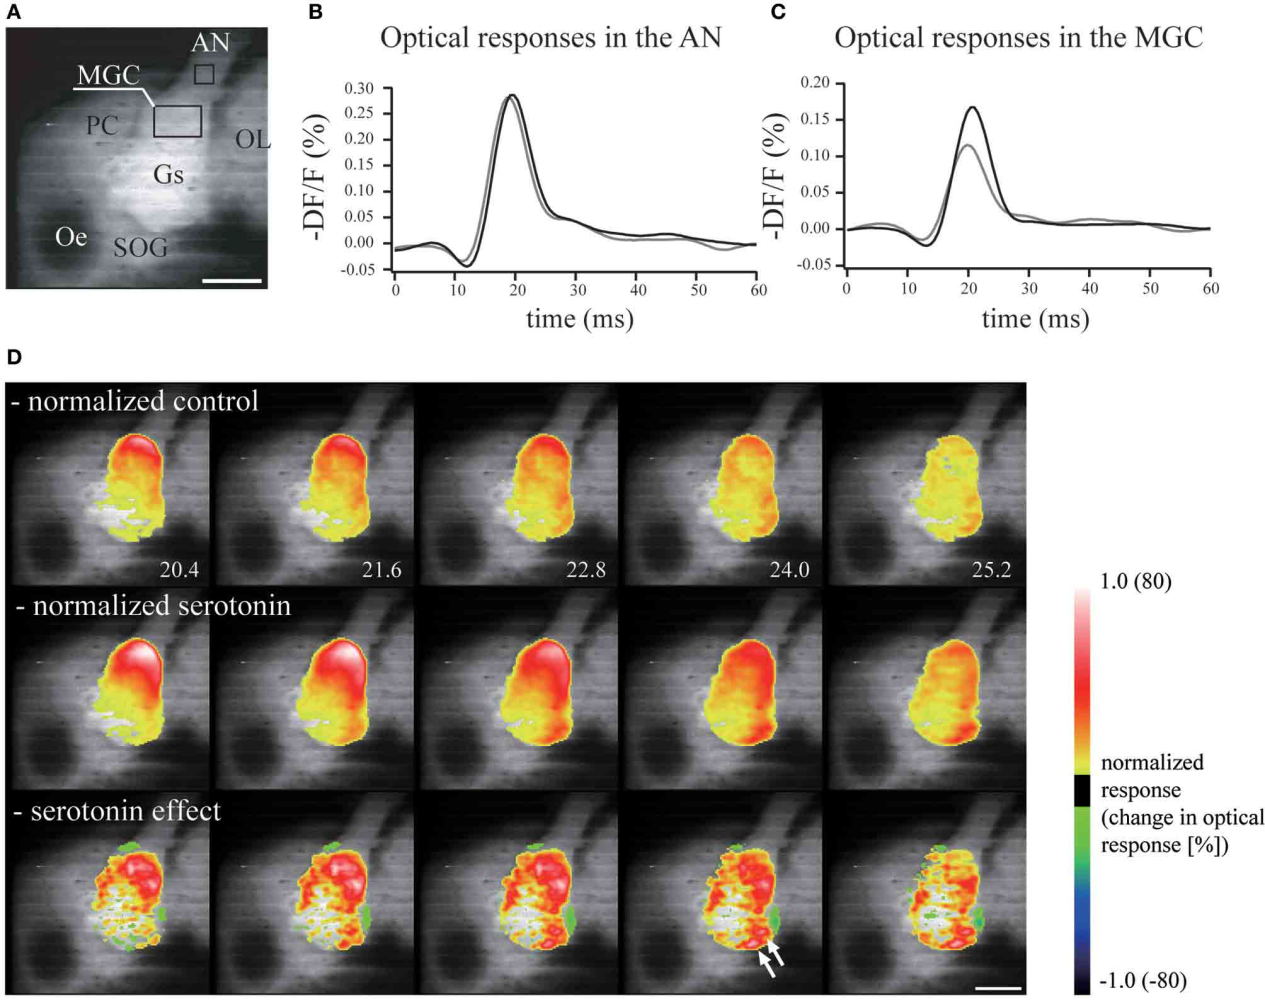 A
AN
MGC
PC
OL
Gs
Oe
SOG
B
Optical responses in the AN
-DF/F (%)
0.30
0.25
0.20
0.15
0.10
0.05
0.00
-0.05
0 10 20 30 40 50 60
time (ms)
C
Optical responses in the MGC
-DF/F (%)
0.20
0.15
0.10
0.05
0.00
-0.05
0 10 20 30 40 50 60
time (ms)
D
- normalized control
20.4 21.6 22.8 24.0 25.2
- normalized serotonin
- serotonin effect
1.0 (80)
normalized
response
(change in optical
response [%])
-1.0 (-80)